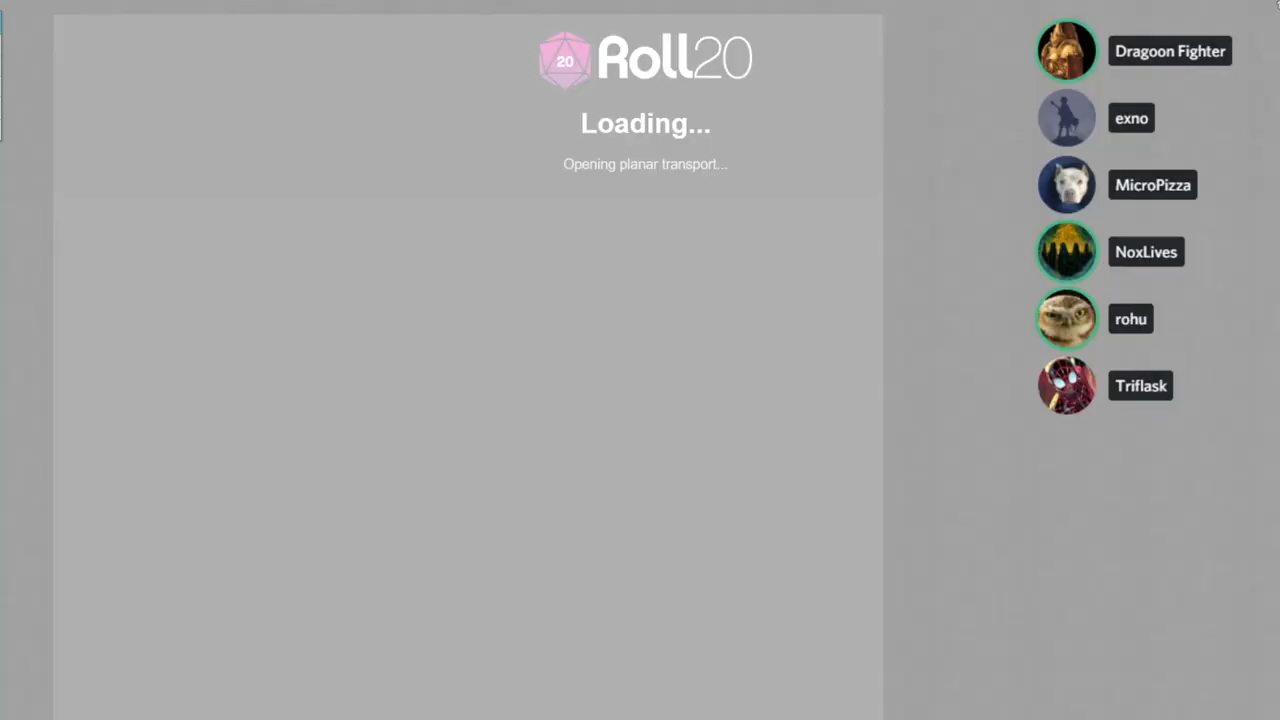 20 Roll20
Loading...
Opening planar transport...
Dragoon Fighter
exno
MicroPizza
NoxLives
rohu
Triflask